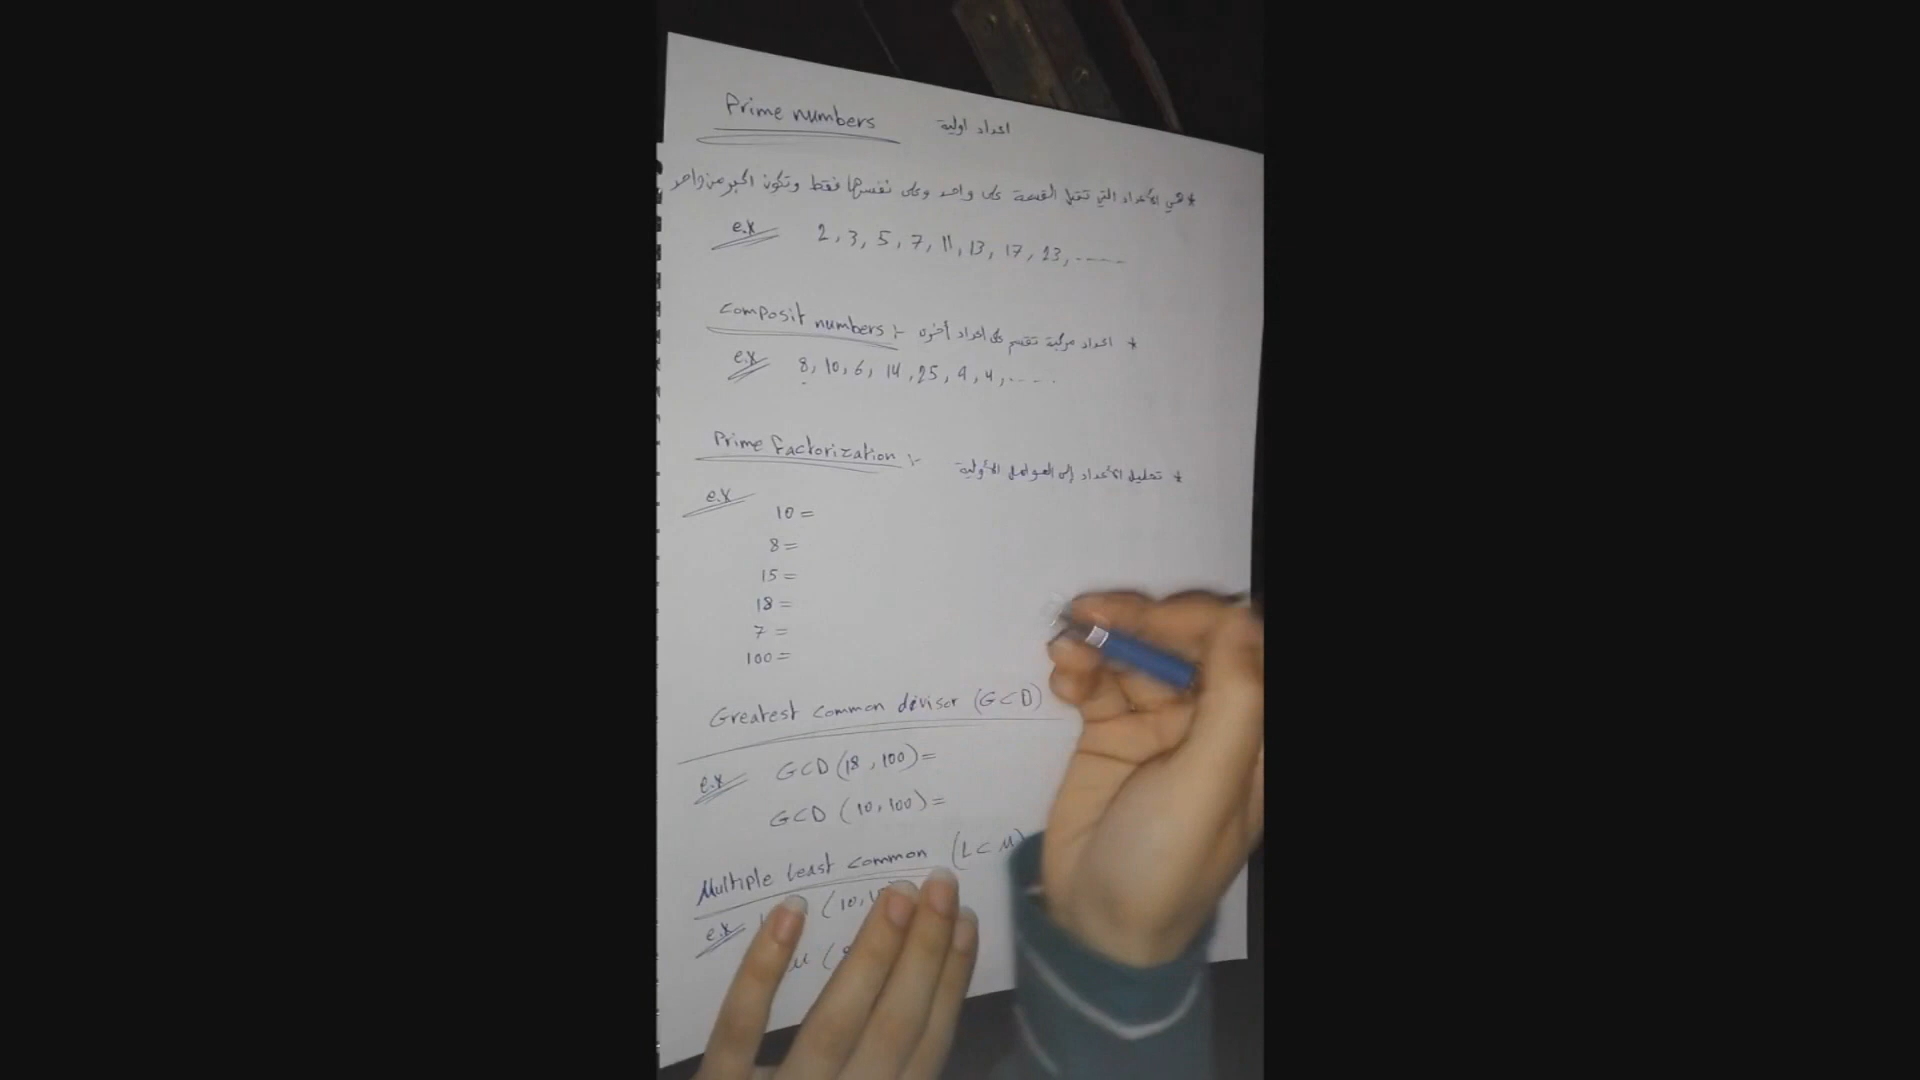 Prime numbers اعداد اولية
* هي الأعداد التي تقبل القسمة على واحد وعلى نفسها فقط وتكون اكبر من واحد
e.x 2, 3, 5, 7, 11, 13, 17, 23, ......
Composit numbers :- * اعداد مركبة تقسم على اعداد أخره
e.x 8, 10, 6, 14, 25, 9, 4, ....
Prime Factorization :- * تحليل الأعداد إلى العوامل الأولية
e.x
10 =
8 =
15 =
18 =
7 =
100 =
Greatest common divisor (GCD)
e.x GCD (18, 100) =
GCD (10, 100) =
Multiple least common (LCM)
e.x (10,